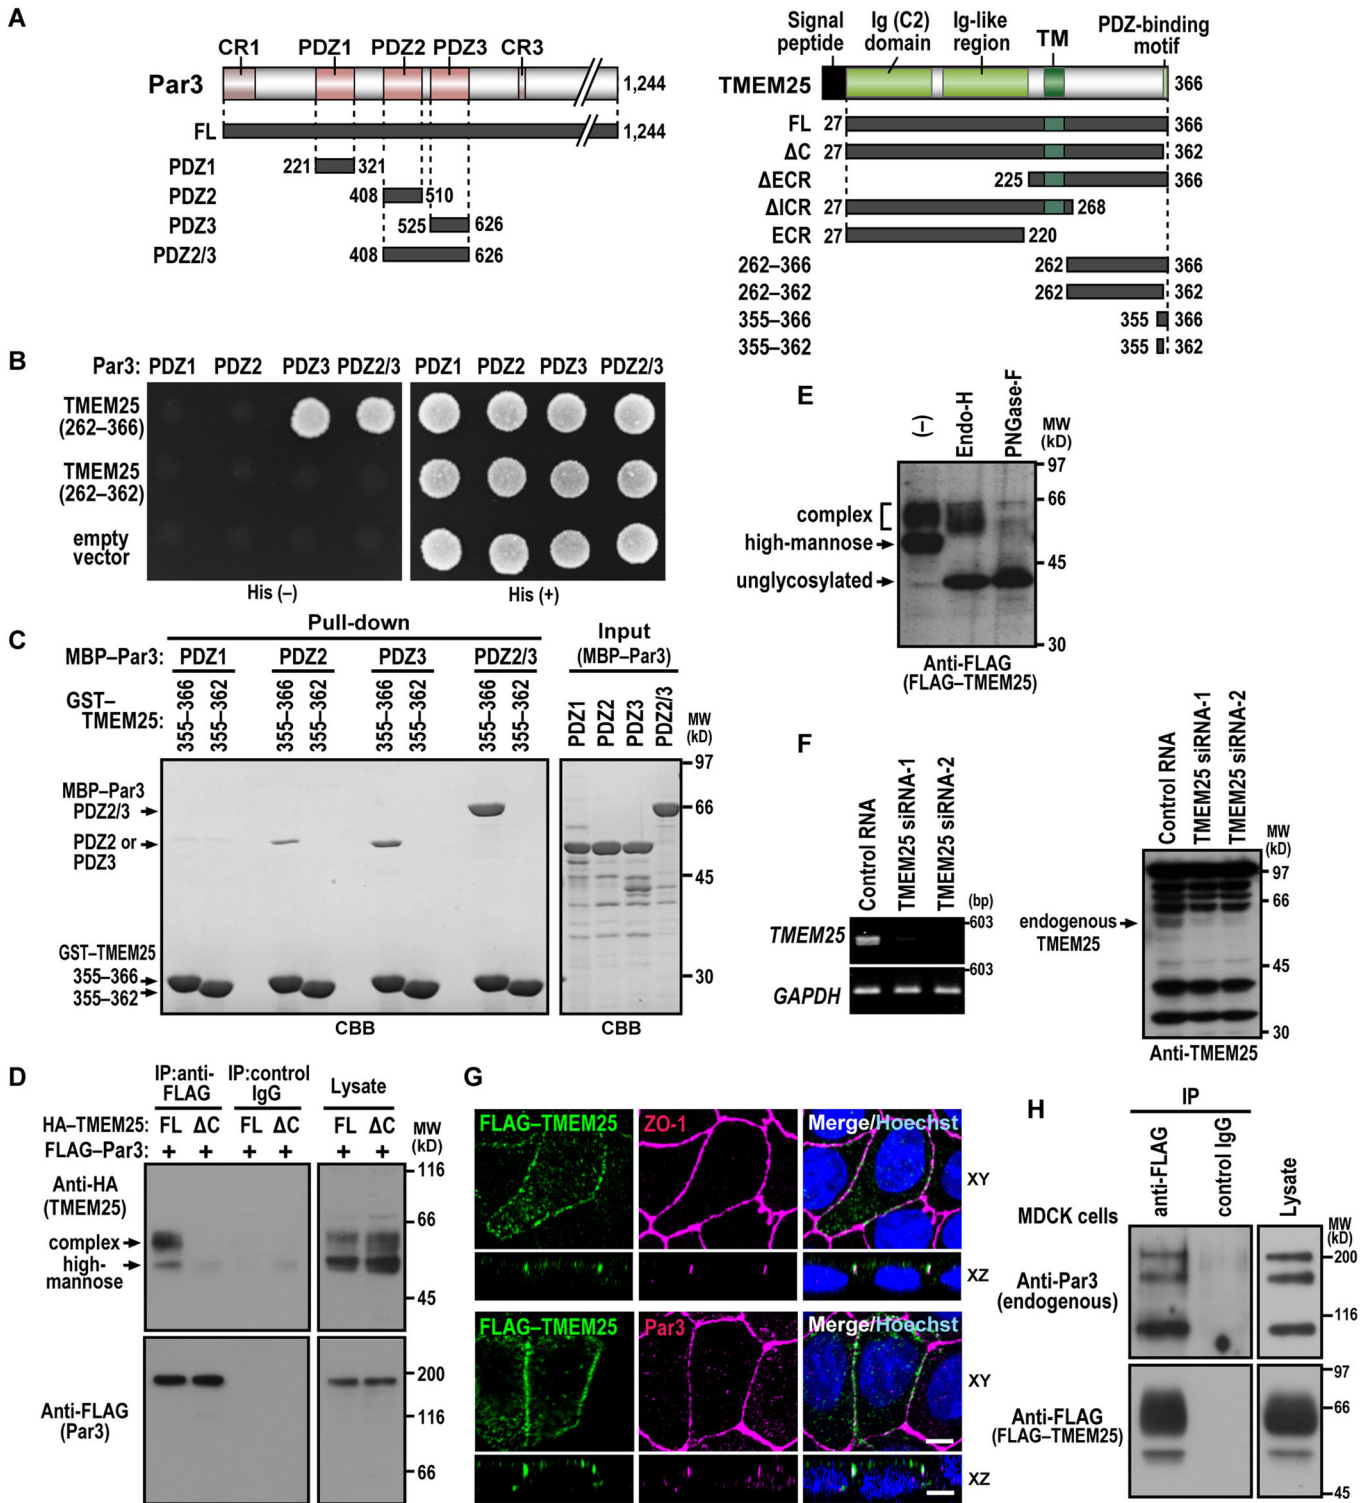 A
CR1 PDZ1 PDZ2 PDZ3 CR3
Par3 1,244
FL 1,244
PDZ1 221 321
PDZ2 408 510
PDZ3 525 626
PDZ2/3 408 626
Signal peptide
Ig (C2) domain
Ig-like region
TM
PDZ-binding motif
TMEM25 366
FL 27 366
ΔC 27 362
ΔECR 225 366
ΔICR 27 268
ECR 27 220
262–366 262 366
262–362 262 362
355–366 355 366
355–362 355 362
B
Par3: PDZ1 PDZ2 PDZ3 PDZ2/3 PDZ1 PDZ2 PDZ3 PDZ2/3
TMEM25
(262–366)
TMEM25
(262–362)
empty
vector
His (–) His (+)
C
Pull-down
Input
(MBP–Par3)
MBP–Par3: PDZ1 PDZ2 PDZ3 PDZ2/3
GST–
TMEM25:
355–366 355–362 355–366 355–362 355–366 355–362 355–366 355–362
PDZ1 PDZ2 PDZ3 PDZ2/3
MW
(kD)
97
66
45
30
MBP–Par3
PDZ2/3
PDZ2 or
PDZ3
GST–TMEM25
355–366
355–362
CBB CBB
D
IP:anti-
FLAG
IP:control
IgG
Lysate
HA–TMEM25: FL ΔC FL ΔC FL ΔC
FLAG–Par3: + + + + + +
MW
(kD)
Anti-HA
(TMEM25)
complex
high-
mannose
116
66
45
Anti-FLAG
(Par3)
200
116
66
E
(–) Endo-H PNGase-F
MW
(kD)
complex
high-mannose
unglycosylated
97
66
45
30
Anti-FLAG
(FLAG–TMEM25)
F
Control RNA
TMEM25 siRNA-1
TMEM25 siRNA-2
(bp)
TMEM25 603
GAPDH 603
Control RNA
TMEM25 siRNA-1
TMEM25 siRNA-2
MW
(kD)
endogenous
TMEM25
97
66
45
30
Anti-TMEM25
G
FLAG–TMEM25 ZO-1 Merge/Hoechst
XY
XZ
FLAG–TMEM25 Par3 Merge/Hoechst
XY
XZ
H
IP
anti-FLAG
control IgG
Lysate
MDCK cells
MW
(kD)
Anti-Par3
(endogenous)
200
116
Anti-FLAG
(FLAG–TMEM25)
97
66
45